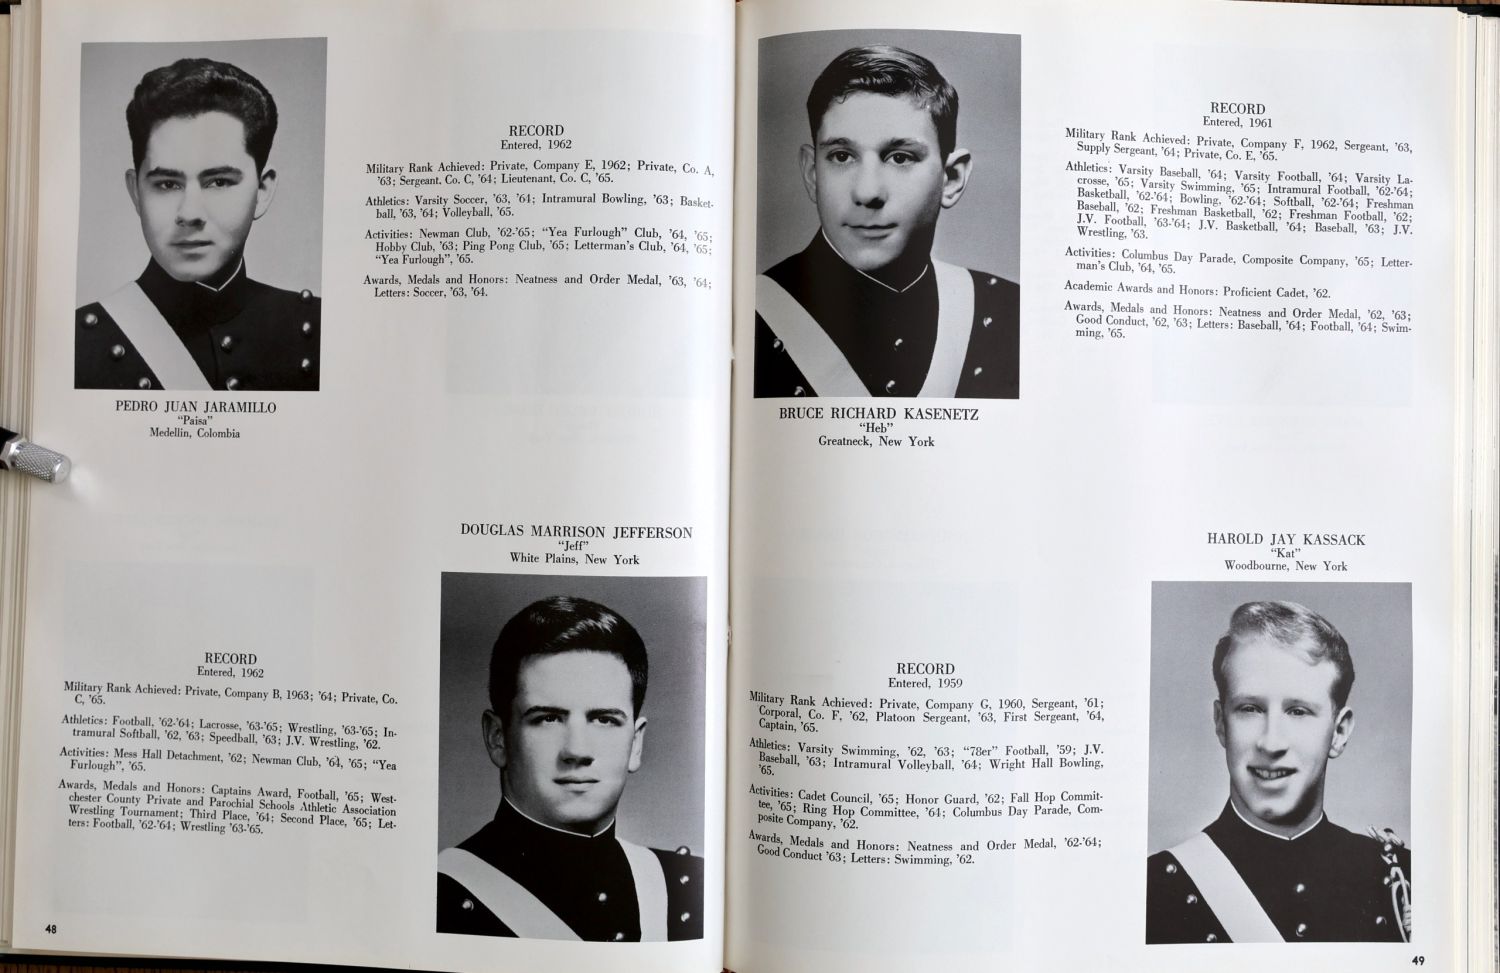 RECORD
Entered, 1962
Military Rank Achieved: Private, Company E, 1962; Private, Co. A,
'63; Sergeant, Co. C, '64; Lieutenant, Co. C, '65.
Athletics: Varsity Soccer, '63, '64; Intramural Bowling, '63; Basket-
ball, '63, '64; Volleyball, '65.
Activities: Newman Club, '62-'65; "Yea Furlough" Club, '64, '65;
Hobby Club, '63; Ping Pong Club, '65; Letterman's Club, '64, '65;
"Yea Furlough", '65.
Awards, Medals and Honors: Neatness and Order Medal, '63, '64;
Letters: Soccer, '63, '64.
PEDRO JUAN JARAMILLO
"Paisa"
Medellin, Colombia
DOUGLAS MARRISON JEFFERSON
"Jeff"
White Plains, New York
RECORD
Entered, 1962
Military Rank Achieved: Private, Company B, 1963; '64; Private, Co.
C, '65.
Athletics: Football, '62-'64; Lacrosse, '63-'65; Wrestling, '63-'65; In-
tramural Softball, '62, '63; Speedball, '63; J.V. Wrestling, '62.
Activities: Mess Hall Detachment, '62; Newman Club, '64, '65; "Yea
Furlough", '65.
Awards, Medals and Honors: Captains Award, Football, '65; West-
chester County Private and Parochial Schools Athletic Association
Wrestling Tournament; Third Place, '64; Second Place, '65; Let-
ters: Football, '62-'64; Wrestling '63-'65.
48
RECORD
Entered, 1961
Military Rank Achieved: Private, Company F, 1962, Sergeant, '63,
Supply Sergeant, '64; Private, Co. E, '65.
Athletics: Varsity Baseball, '64; Varsity Football, '64; Varsity La-
crosse, '65; Varsity Swimming, '65; Intramural Football, '62-'64;
Basketball, '62-'64; Bowling, '62-'64; Softball, '62-'64; Freshman
Baseball, '62; Freshman Basketball, '62; Freshman Football, '62;
J.V. Football, '63-'64; J.V. Basketball, '64; Baseball, '63; J.V.
Wrestling, '63.
Activities: Columbus Day Parade, Composite Company, '65; Letter-
man's Club, '64, '65.
Academic Awards and Honors: Proficient Cadet, '62.
Awards, Medals and Honors: Neatness and Order Medal, '62, '63;
Good Conduct, '62, '63; Letters: Baseball, '64; Football, '64; Swim-
ming, '65.
BRUCE RICHARD KASENETZ
"Heb"
Greatneck, New York
HAROLD JAY KASSACK
"Kat"
Woodbourne, New York
RECORD
Entered, 1959
Military Rank Achieved: Private, Company G, 1960, Sergeant, '61;
Corporal, Co. F, '62, Platoon Sergeant, '63, First Sergeant, '64,
Captain, '65.
Athletics: Varsity Swimming, '62, '63; "78er" Football, '59; J.V.
Baseball, '63; Intramural Volleyball, '64; Wright Hall Bowling,
'65.
Activities: Cadet Council, '65; Honor Guard, '62; Fall Hop Commit-
tee, '65; Ring Hop Committee, '64; Columbus Day Parade, Com-
posite Company, '62.
Awards, Medals and Honors: Neatness and Order Medal, '62-'64;
Good Conduct '63; Letters: Swimming, '62.
49